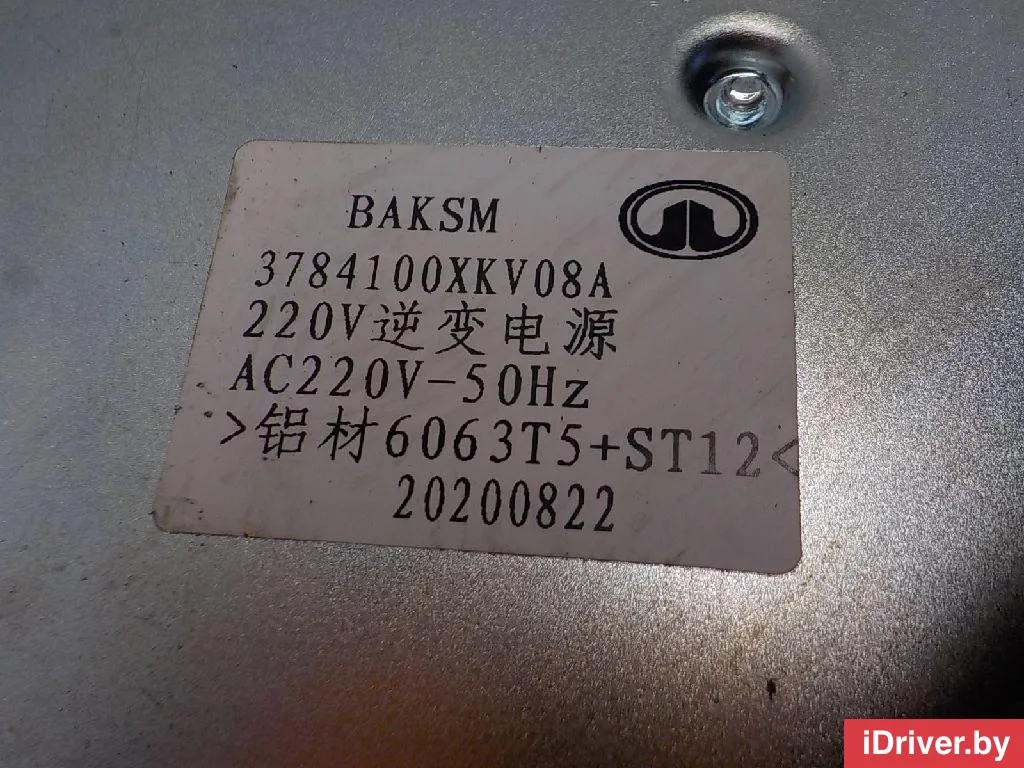 BAKSM
3784100XKV08A
220V逆变电源
AC220V-50Hz
>铝材6063T5+ST12<
20200822
iDriver.by